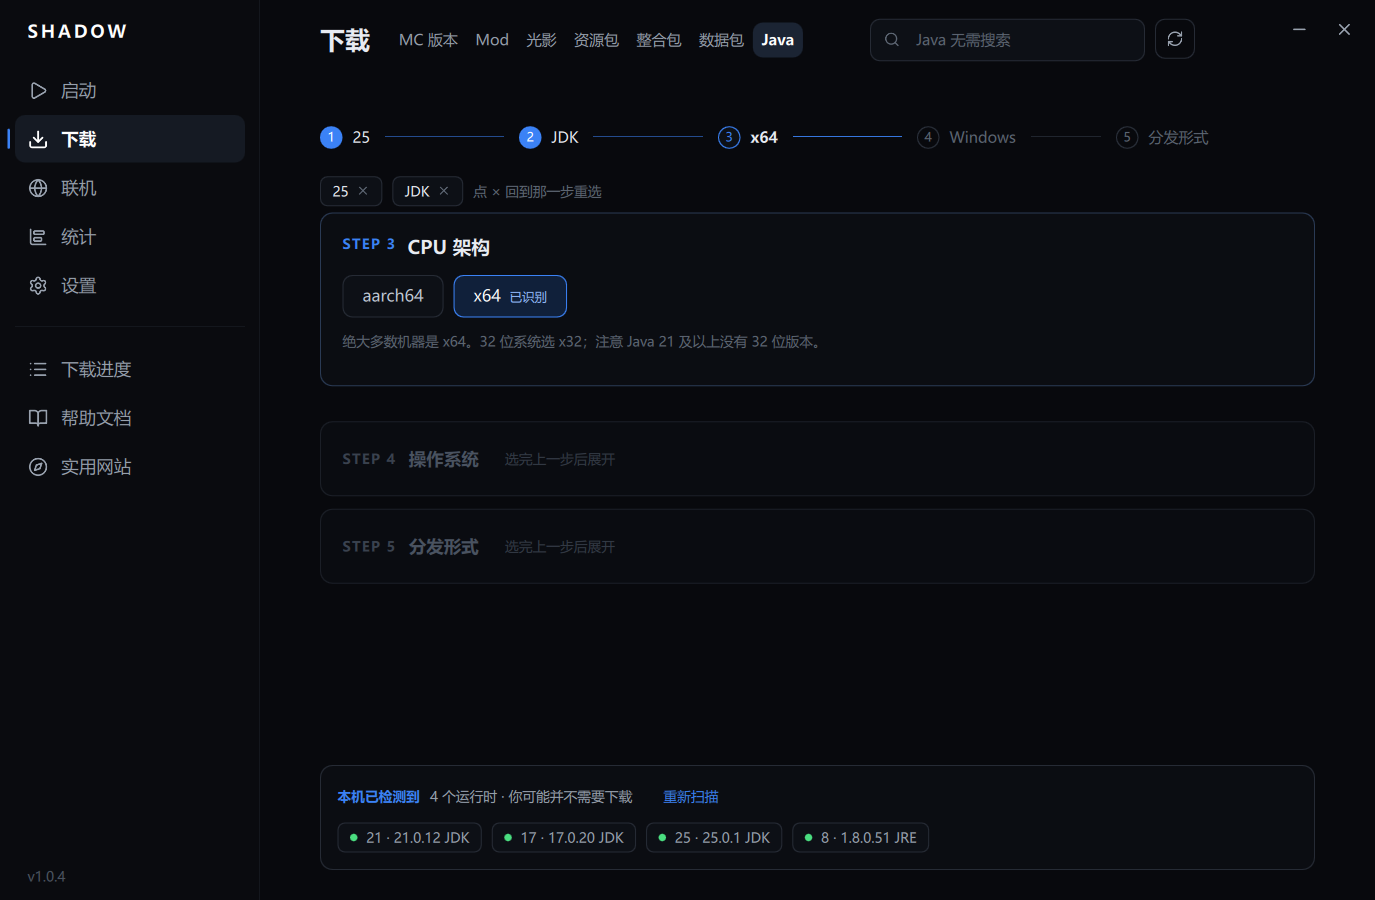 SHADOW
启动
下载
联机
统计
设置
下载进度
帮助文档
实用网站
v1.0.4
下载 MC 版本 Mod 光影 资源包 整合包 数据包 Java
Java 无需搜索
1 25 2 JDK 3 x64 4 Windows 5 分发形式
25 × JDK × 点 × 回到那一步重选
STEP 3 CPU 架构
aarch64 x64 已识别
绝大多数机器是 x64。32 位系统选 x32；注意 Java 21 及以上没有 32 位版本。
STEP 4 操作系统 选完上一步后展开
STEP 5 分发形式 选完上一步后展开
本机已检测到 4 个运行时 · 你可能并不需要下载 重新扫描
21 · 21.0.12 JDK 17 · 17.0.20 JDK 25 · 25.0.1 JDK 8 · 1.8.0.51 JRE